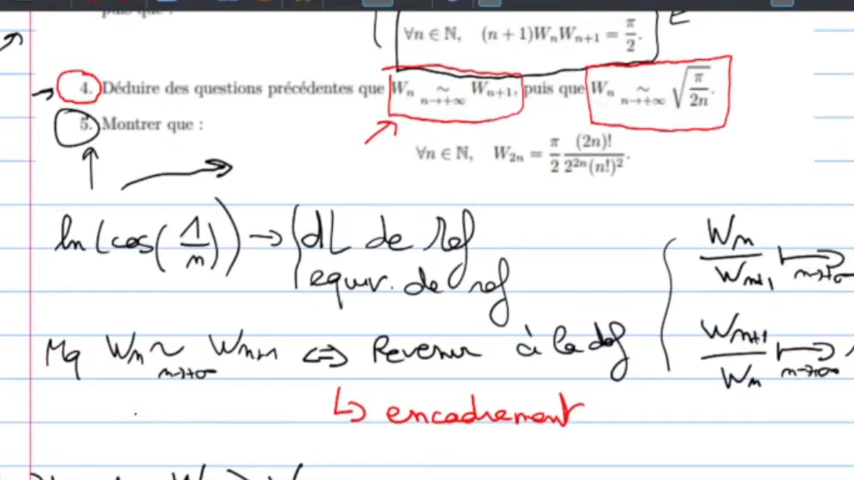 ∀n ∈ ℕ, (n + 1)WₙWₙ₊₁ = π/2.
4. Déduire des questions précédentes que Wₙ ∼ₙ→+∞ Wₙ₊₁, puis que Wₙ ∼ₙ→+∞ √(π/2n).
5. Montrer que :
∀n ∈ ℕ, W₂ₙ = π/2 (2n)!/(2²ⁿ(n!)²).
ln(cos(1/n)) → dL de ref
equiv. de ref
Wn/Wn+1 ⟼ n→+∞
Mq Wn ∼ n→+∞ Wn+1 ⇔ Revenir à la def
Wn+1/Wn ⟼ n→+∞
↳ encadrement